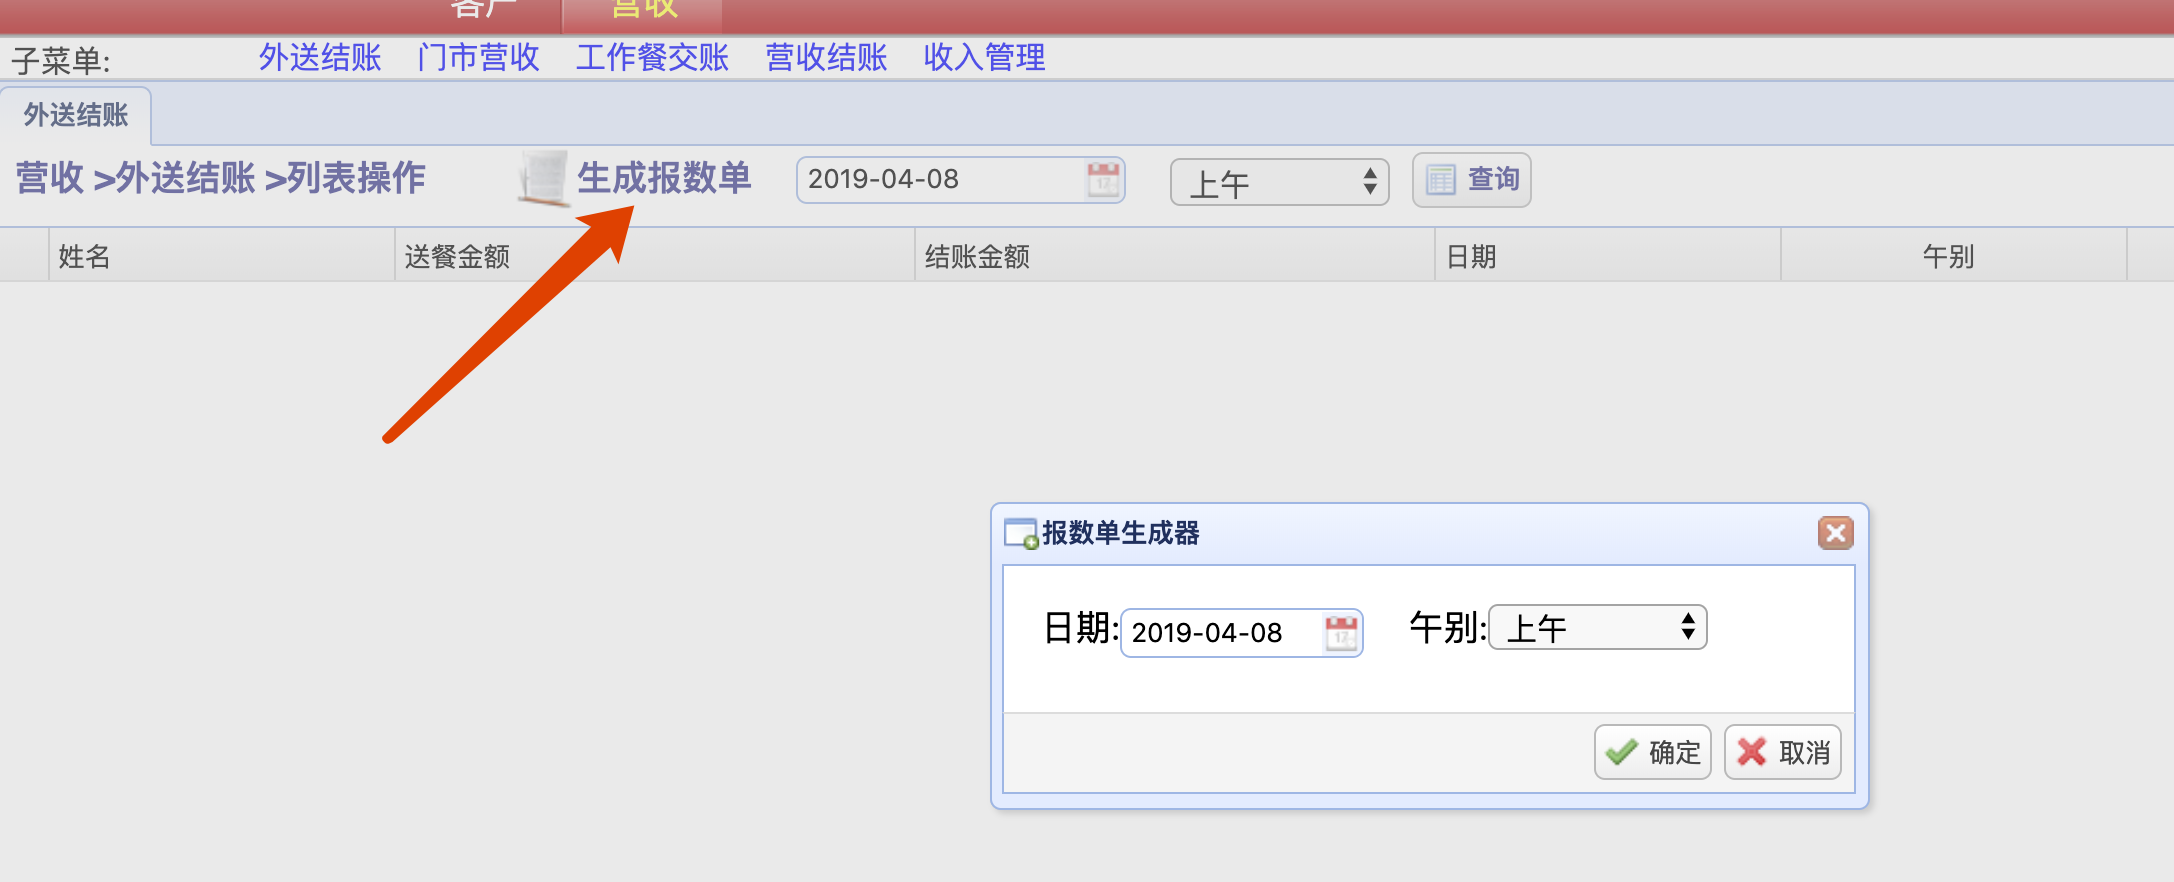 客户 营收
子菜单: 外送结账 门市营收 工作餐交账 营收结账 收入管理
外送结账
营收 >外送结账 >列表操作 生成报数单 2019-04-08 上午 查询
姓名 送餐金额 结账金额 日期 午别
报数单生成器
日期: 2019-04-08 午别: 上午
确定 取消